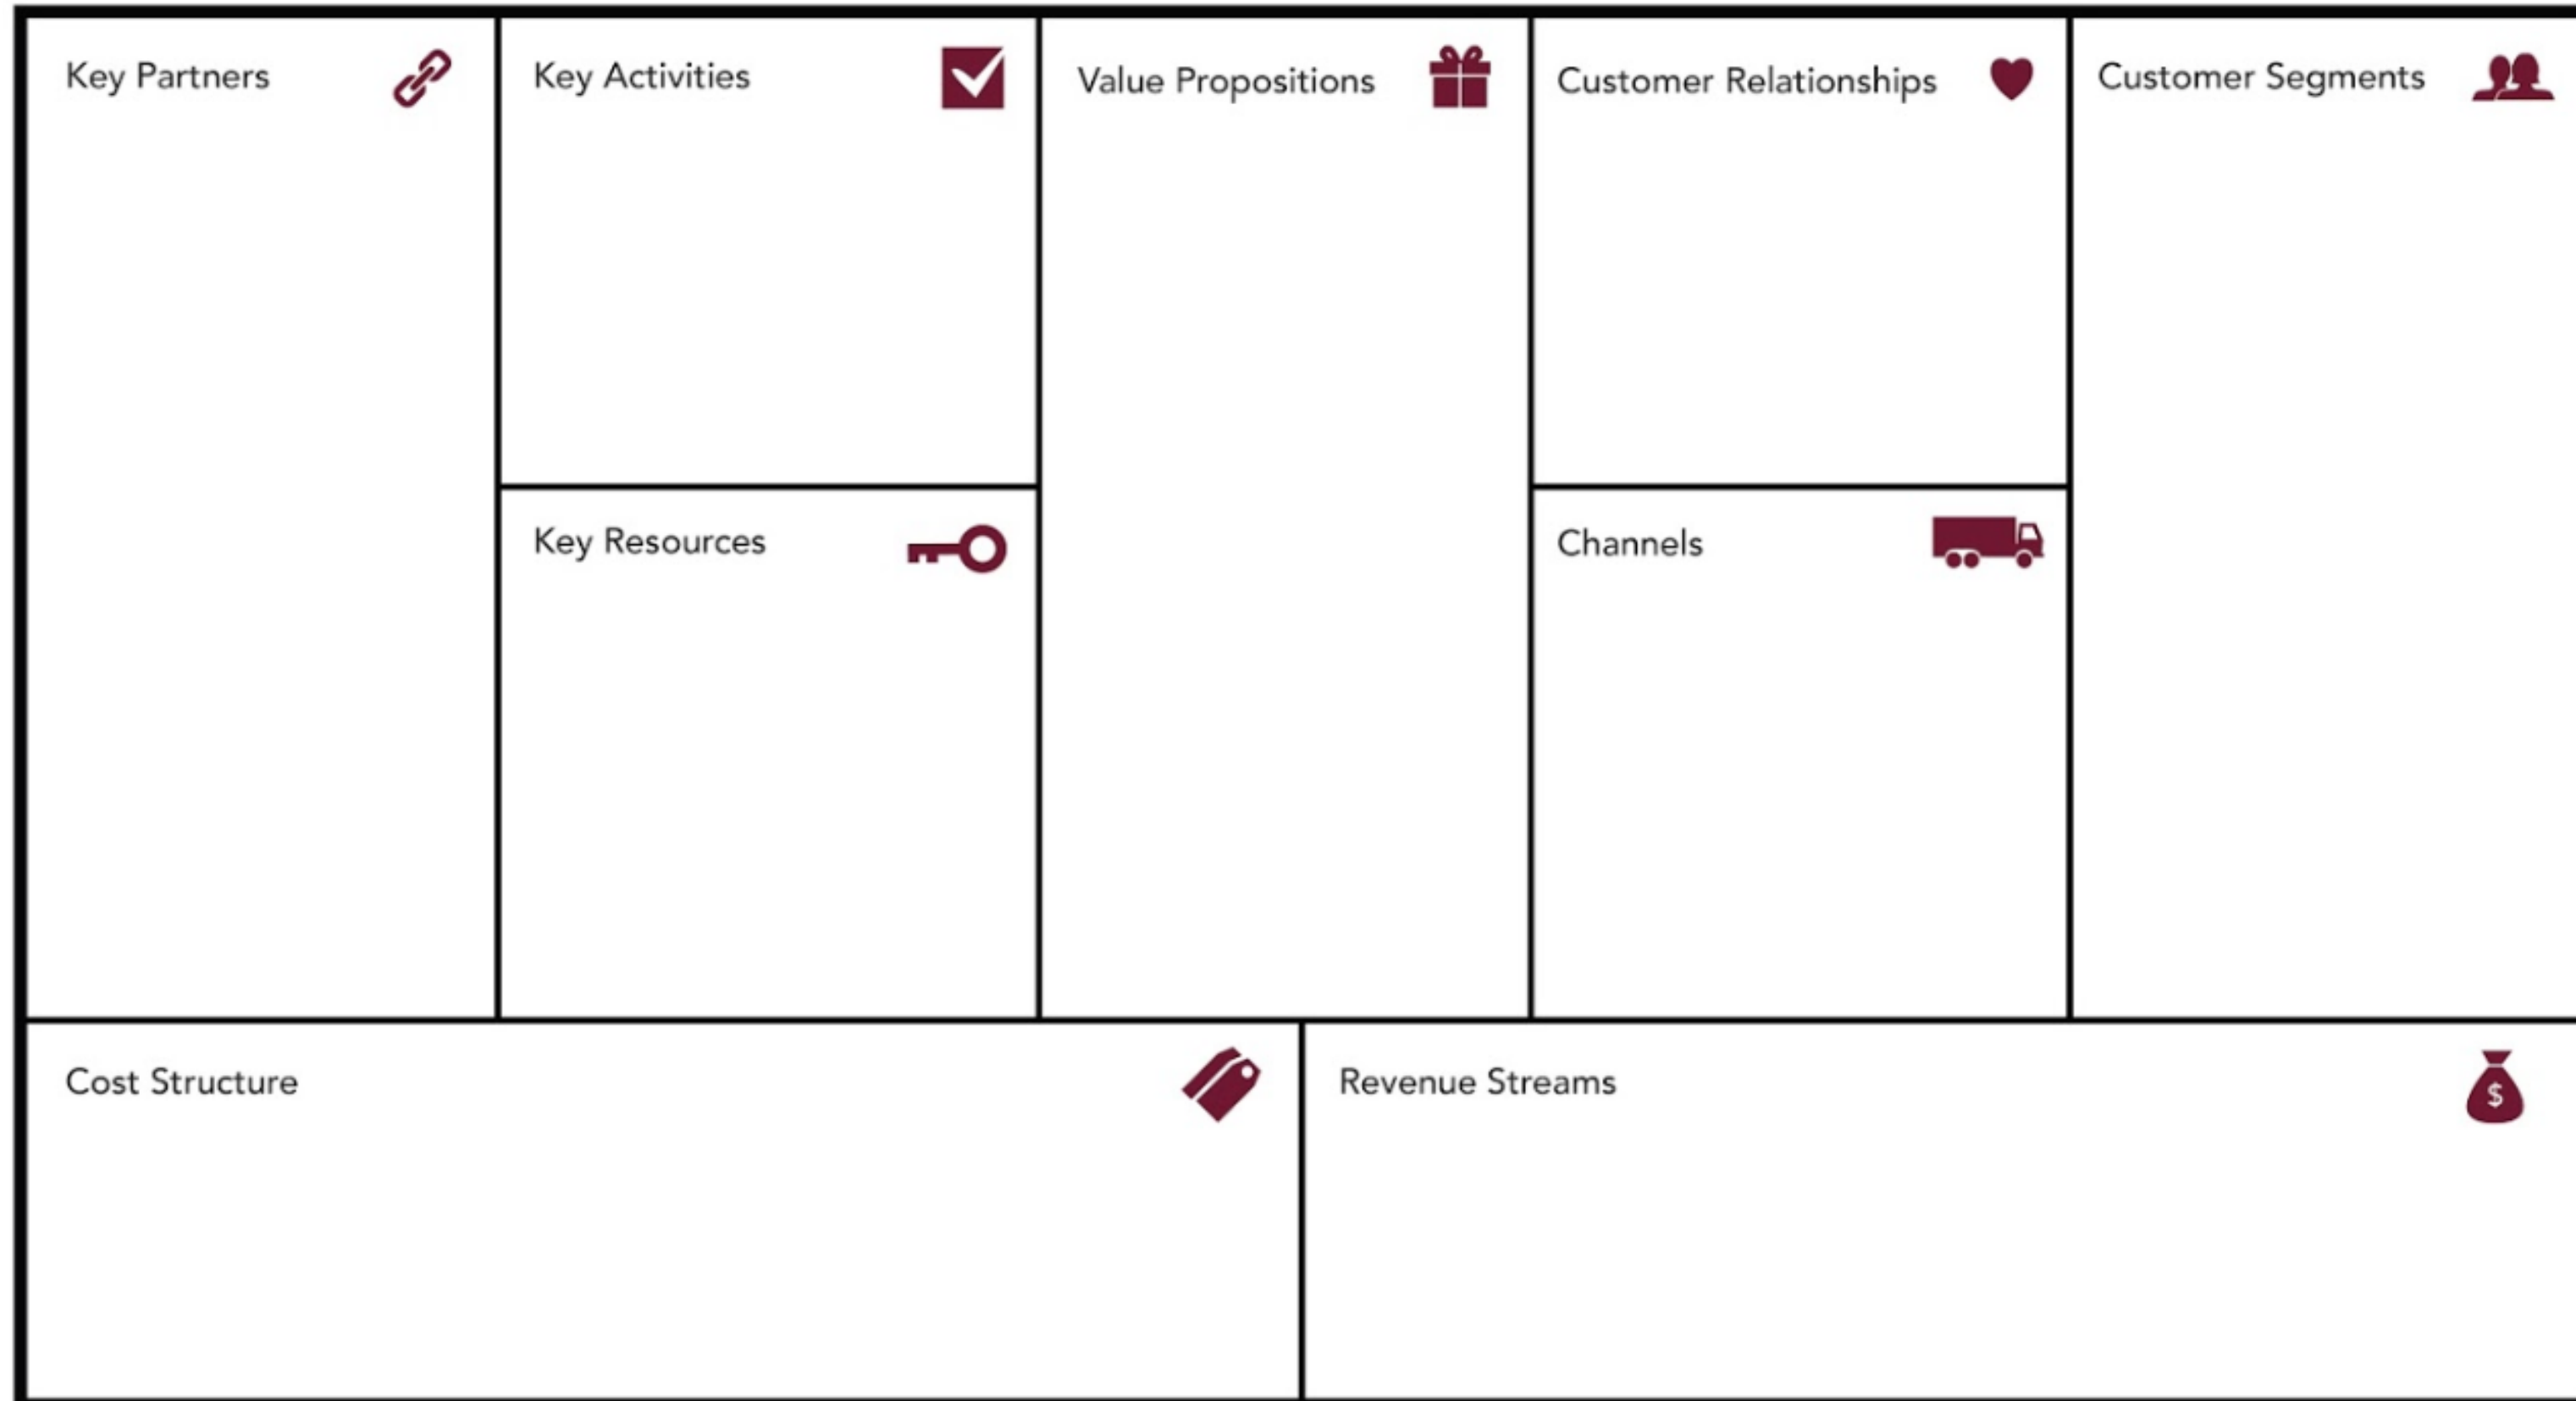 Key Partners
Key Activities
Value Propositions
Customer Relationships
Customer Segments
Key Resources
Channels
Cost Structure
Revenue Streams
$